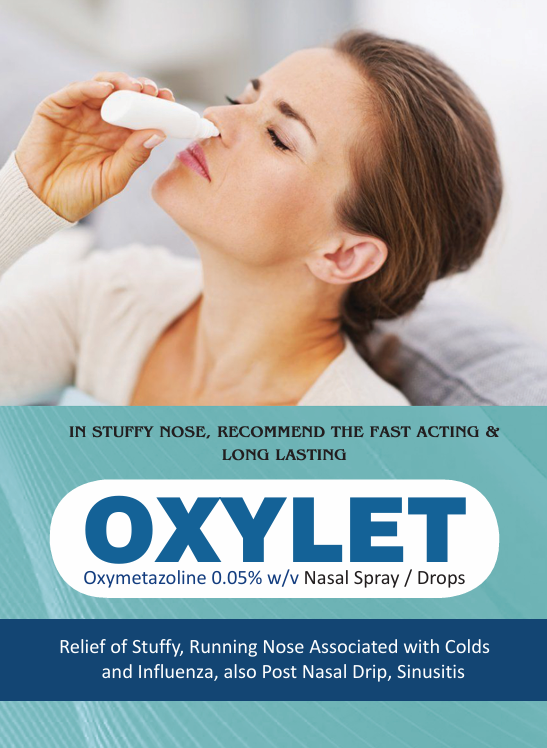 IN STUFFY NOSE, RECOMMEND THE FAST ACTING &
LONG LASTING
OXYLET
Oxymetazoline 0.05% w/v Nasal Spray / Drops
Relief of Stuffy, Running Nose Associated with Colds
and Influenza, also Post Nasal Drip, Sinusitis